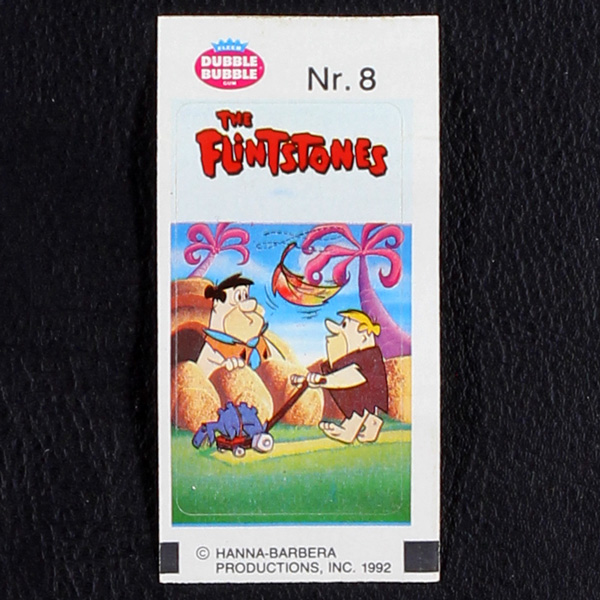 FLEER
DUBBLE
BUBBLE
GUM
Nr. 8
THE
FLINTSTONES
© HANNA-BARBERA
PRODUCTIONS, INC. 1992